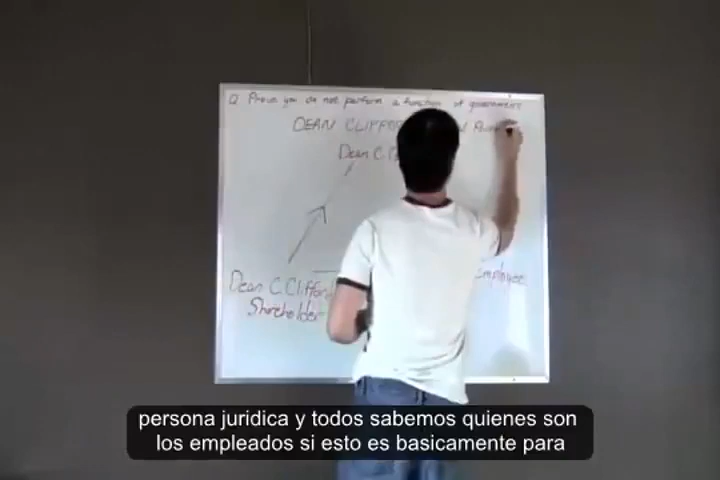 Q Prove you do not perform a function of government
DEAN CLIFFOR
Dean C. C
Dean C. Clifford
Employee
Shareholder
persona juridica y todos sabemos quienes son
los empleados si esto es basicamente para